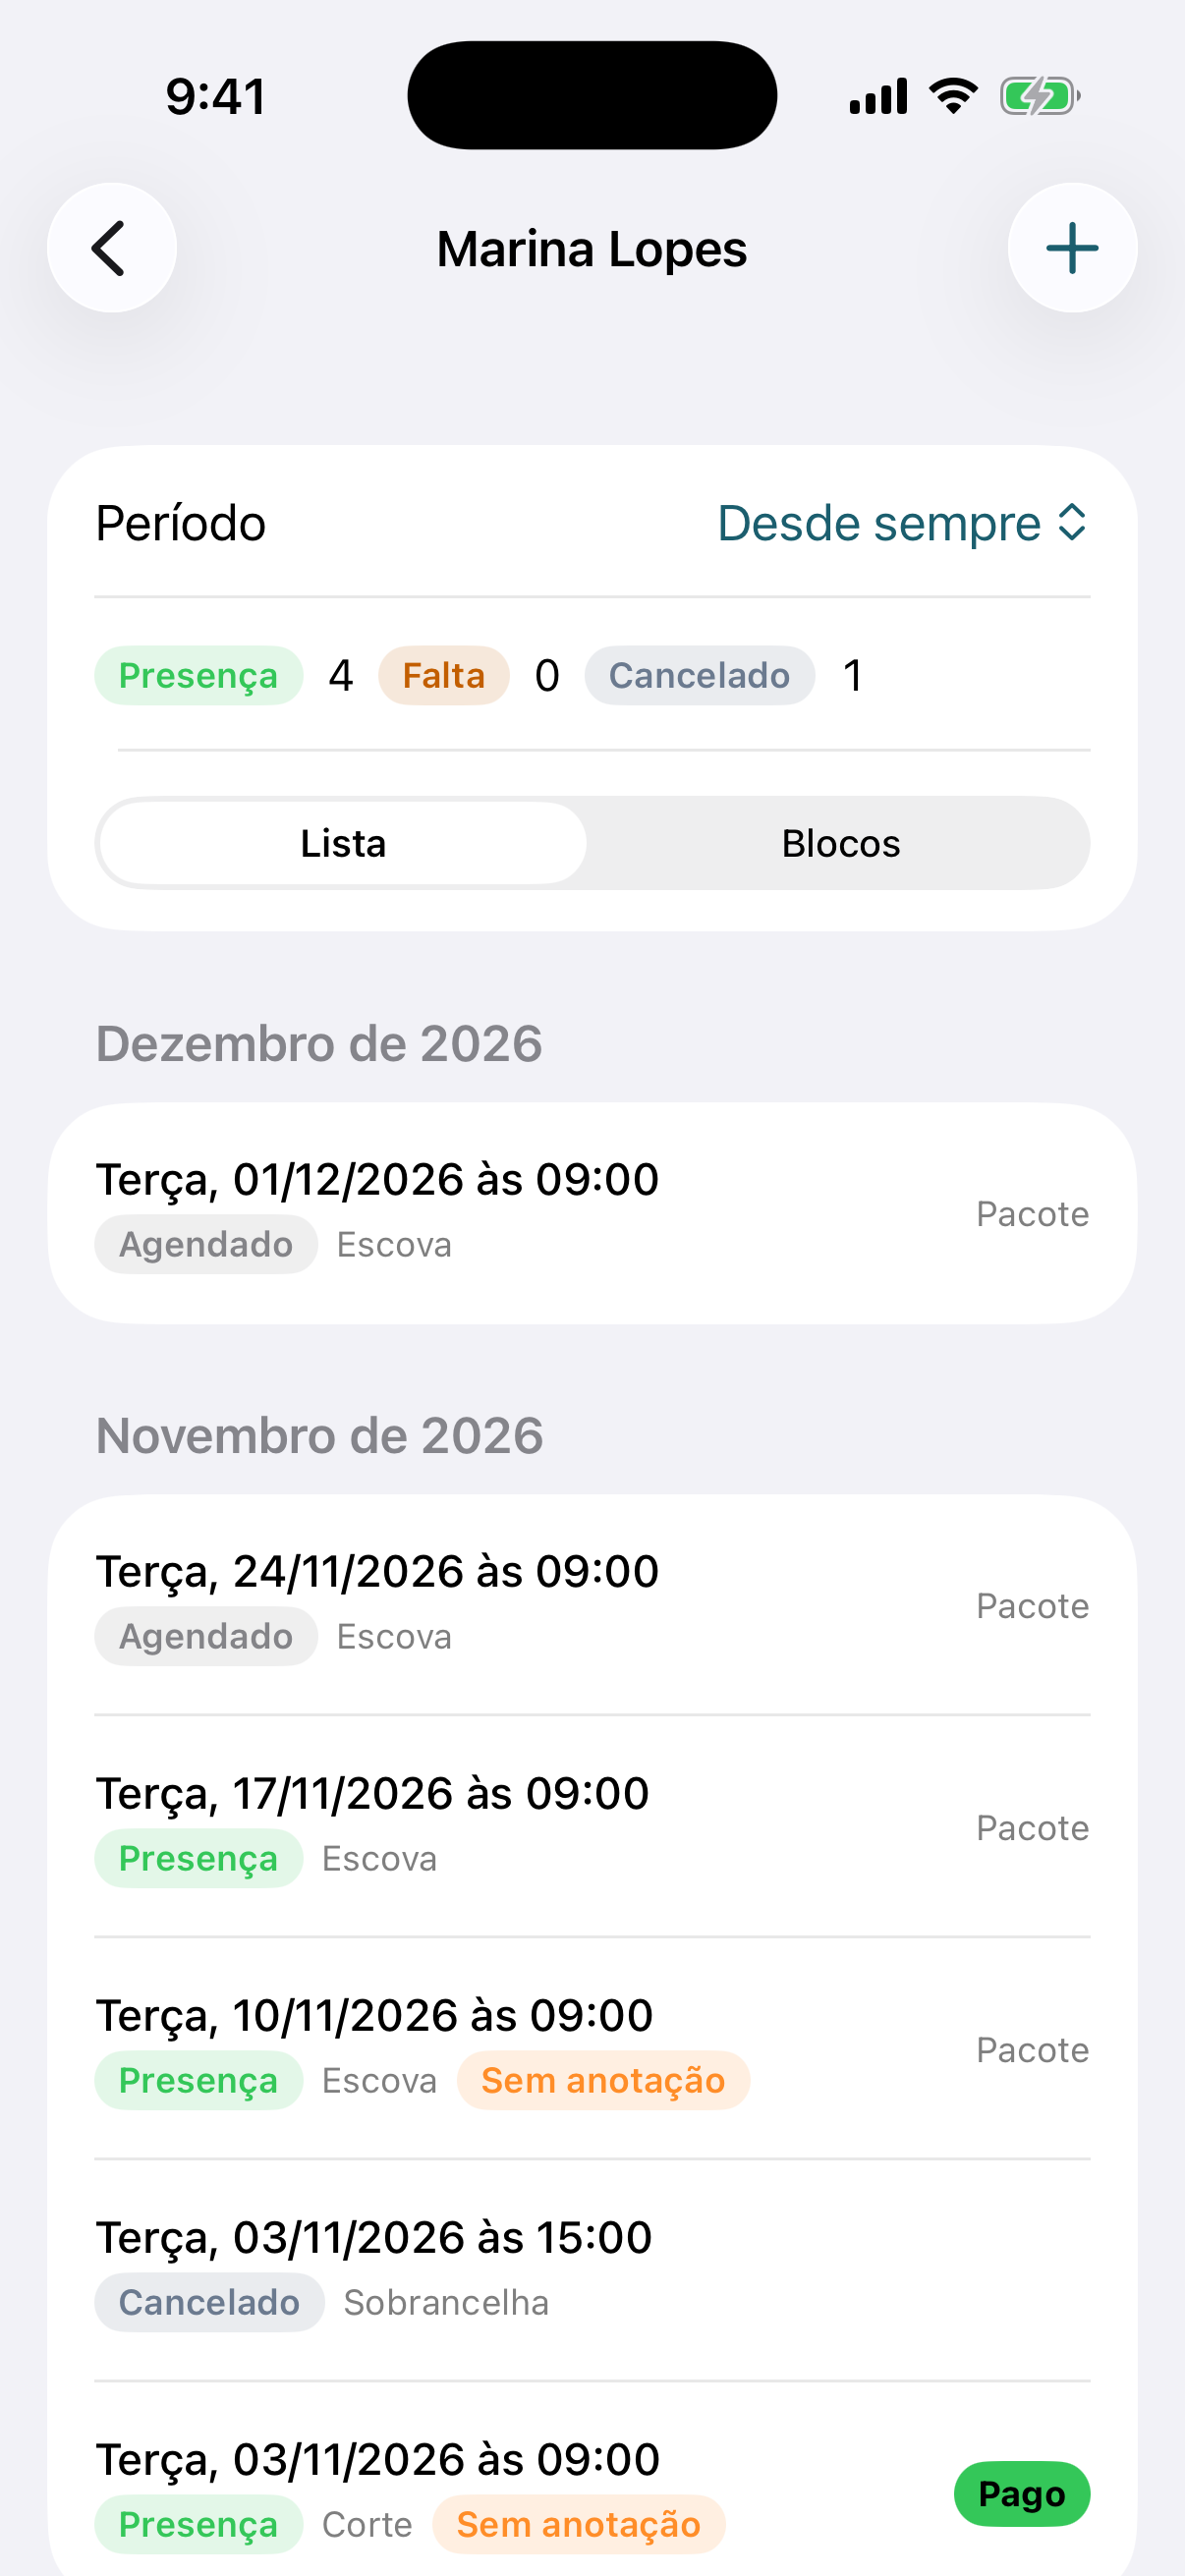 9:41
Marina Lopes
Período Desde sempre
Presença 4 Falta 0 Cancelado 1
Lista Blocos
Dezembro de 2026
Terça, 01/12/2026 às 09:00
Pacote
Agendado Escova
Novembro de 2026
Terça, 24/11/2026 às 09:00
Pacote
Agendado Escova
Terça, 17/11/2026 às 09:00
Pacote
Presença Escova
Terça, 10/11/2026 às 09:00
Pacote
Presença Escova Sem anotação
Terça, 03/11/2026 às 15:00
Cancelado Sobrancelha
Terça, 03/11/2026 às 09:00
Pago
Presença Corte Sem anotação